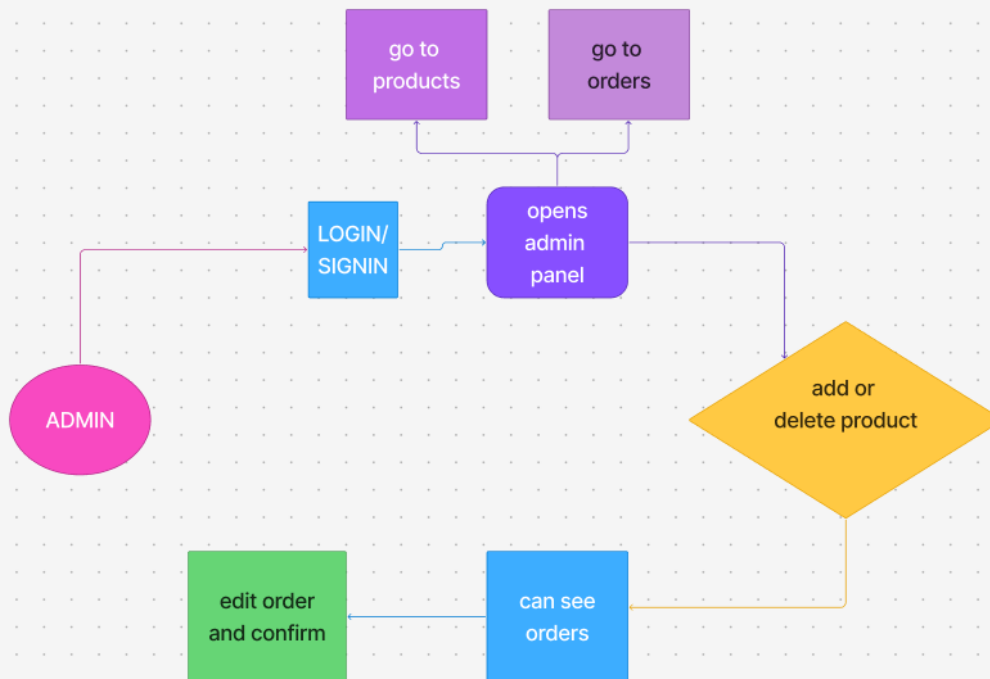 go to
products
go to
orders
LOGIN/
SIGNIN
opens
admin
panel
ADMIN
add or
delete product
edit order
and confirm
can see
orders